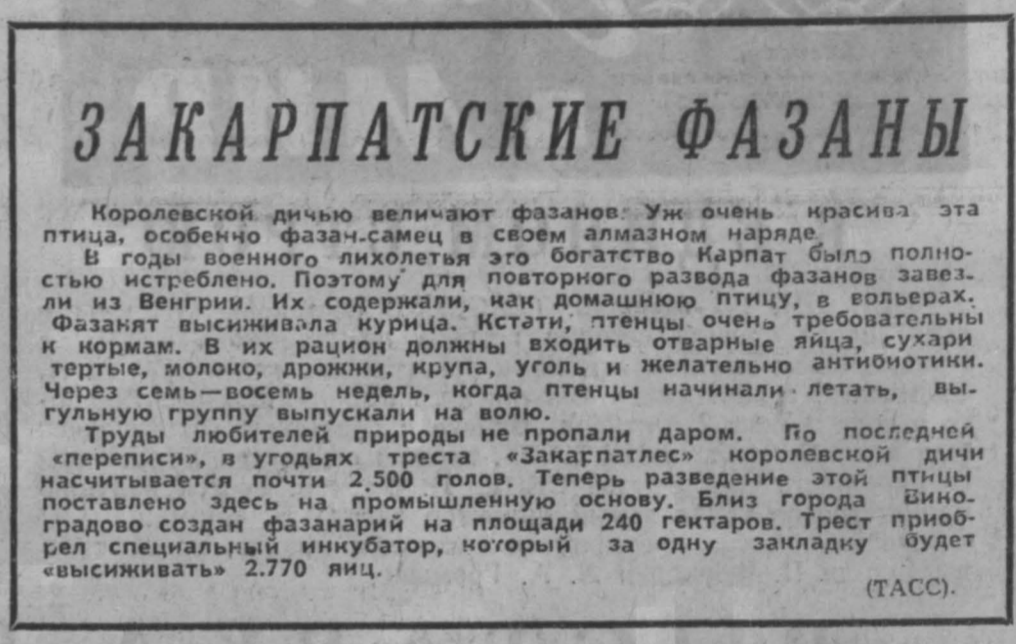 ЗАКАРПАТСКИЕ ФАЗАНЫ
Королевской дичью величают фазанов. Уж очень красива эта
птица, особенно фазан-самец в своем алмазном наряде.
В годы военного лихолетья это богатство Карпат было полно-
стью истреблено. Поэтому для повторного развода фазанов завез-
ли из Венгрии. Их содержали, как домашнюю птицу, в вольерах.
Фазанят высиживала курица. Кстати, птенцы очень требовательны
к кормам. В их рацион должны входить отварные яйца, сухари
тертые, молоко, дрожжи, крупа, уголь и желательно антибиотики.
Через семь—восемь недель, когда птенцы начинали летать, вы-
гульную группу выпускали на волю.
Труды любителей природы не пропали даром. По последней
«переписи», в угодьях треста «Закарпатлес» королевской дичи
насчитывается почти 2.500 голов. Теперь разведение этой птицы
поставлено здесь на промышленную основу. Близ города Вино-
градово создан фазанарий на площади 240 гектаров. Трест приоб-
рел специальный инкубатор, который за одну закладку будет
«высиживать» 2.770 яиц.
(ТАСС).